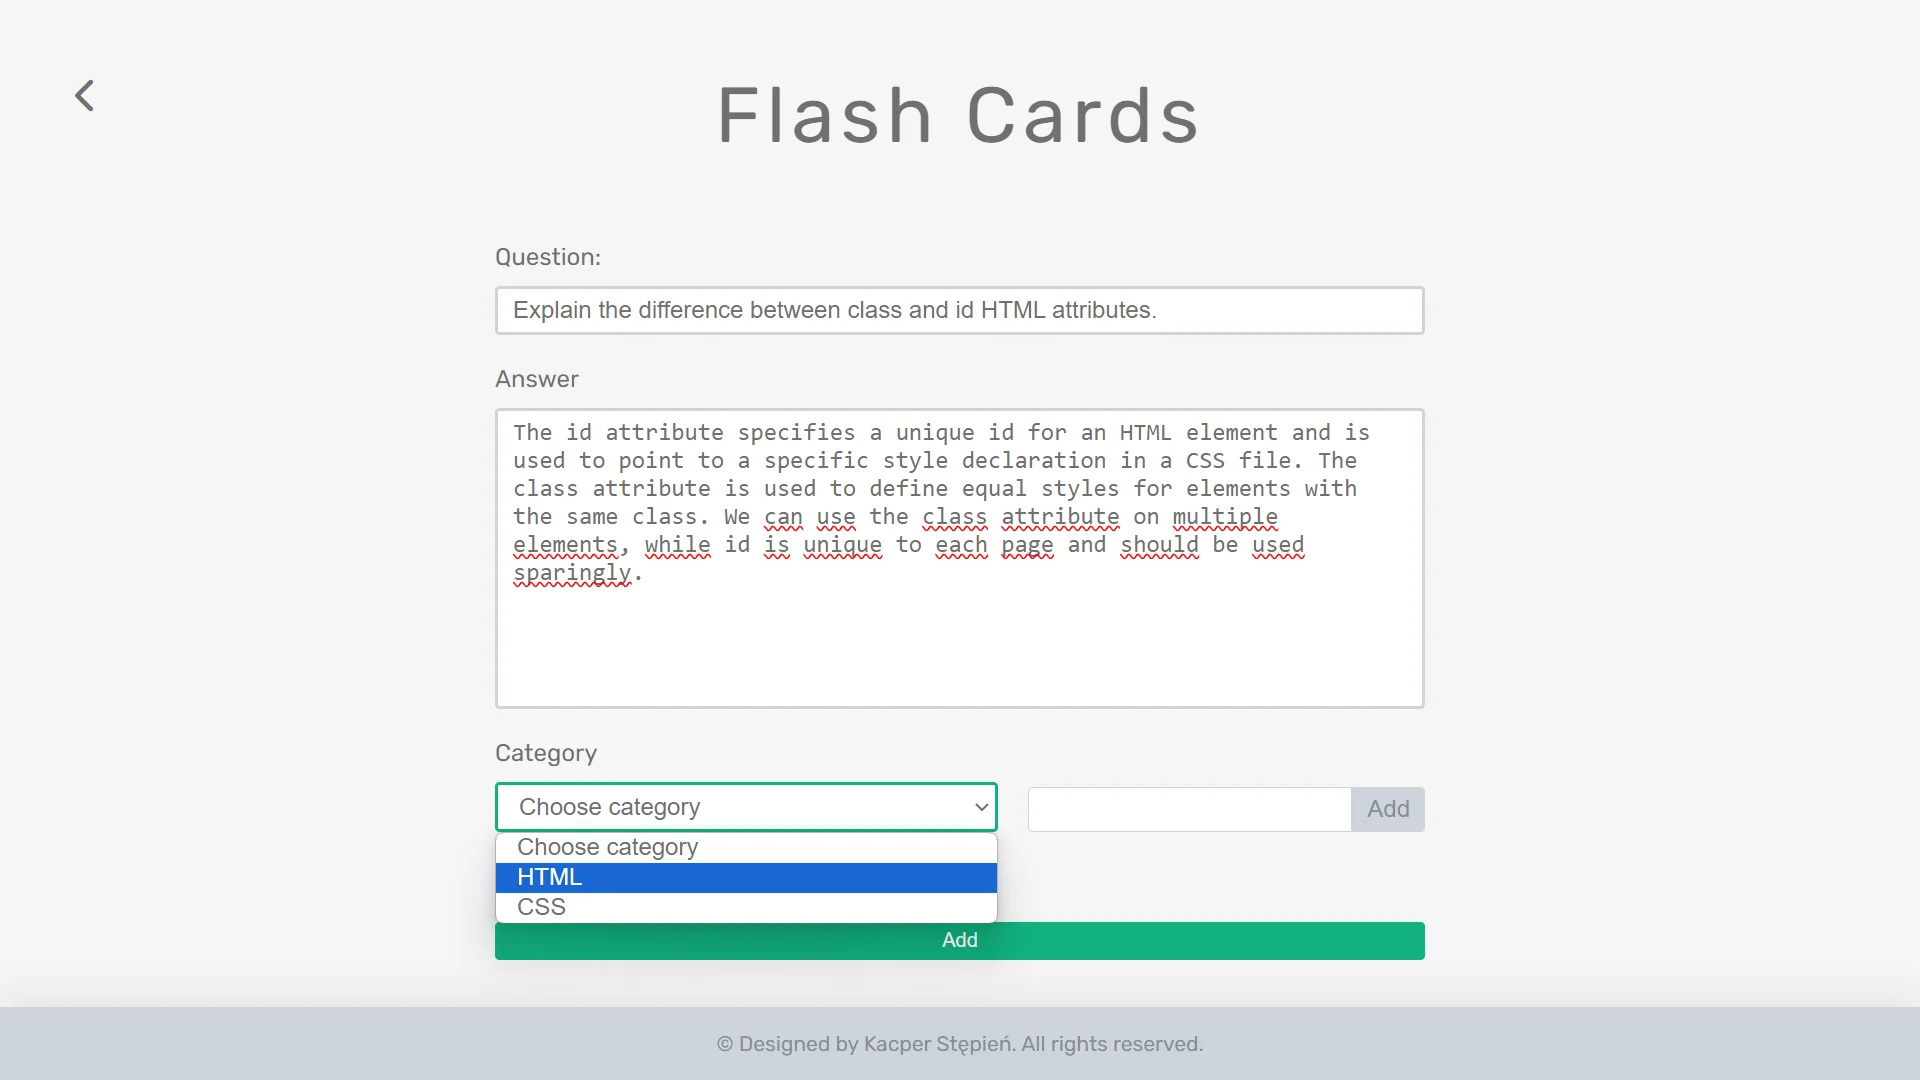 Flash Cards
Question:
Explain the difference between class and id HTML attributes.
Answer
The id attribute specifies a unique id for an HTML element and is
used to point to a specific style declaration in a CSS file. The
class attribute is used to define equal styles for elements with
the same class. We can use the class attribute on multiple
elements, while id is unique to each page and should be used
sparingly.
Category
Choose category
Add
Choose category
HTML
CSS
Add
© Designed by Kacper Stępień. All rights reserved.